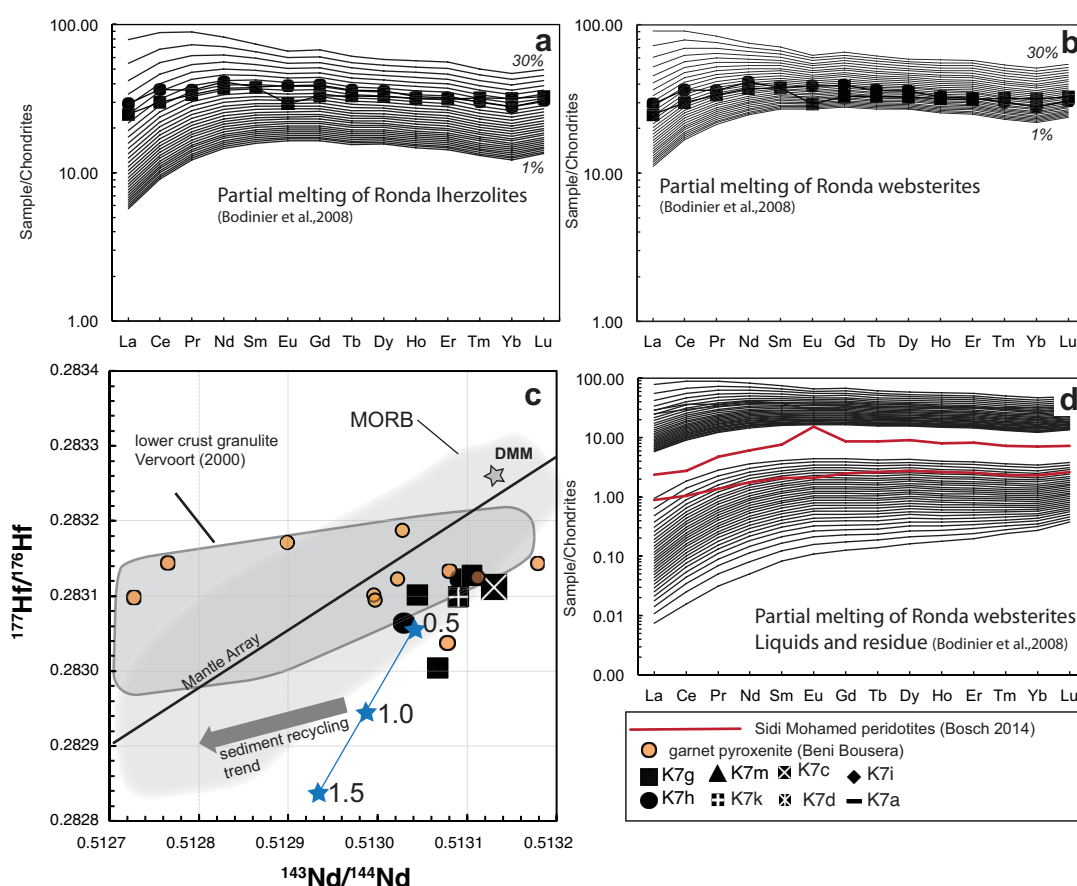 a
100.00
10.00
1.00
Sample/Chondrites
30%
1%
Partial melting of Ronda lherzolites
(Bodinier et al.,2008)
La Ce Pr Nd Sm Eu Gd Tb Dy Ho Er Tm Yb Lu
b
100.00
10.00
1.00
Sample/Chondrites
30%
1%
Partial melting of Ronda websterites
(Bodinier et al.,2008)
La Ce Pr Nd Sm Eu Gd Tb Dy Ho Er Tm Yb Lu
c
0.2834
0.2833
0.2832
0.2831
0.2830
0.2829
0.2828
177Hf/176Hf
lower crust granulite
Vervoort (2000)
MORB
DMM
Mantle Array
sediment recycling
trend
0.5
1.0
1.5
0.5127 0.5128 0.5129 0.5130 0.5131 0.5132
143Nd/144Nd
d
100.00
10.00
1.00
0.10
0.01
0.00
Sample/Chondrites
Partial melting of Ronda websterites
Liquids and residue (Bodinier et al.,2008)
La Ce Pr Nd Sm Eu Gd Tb Dy Ho Er Tm Yb Lu
Sidi Mohamed peridotites (Bosch 2014)
garnet pyroxenite (Beni Bousera)
K7g K7m K7c K7i
K7h K7k K7d K7a